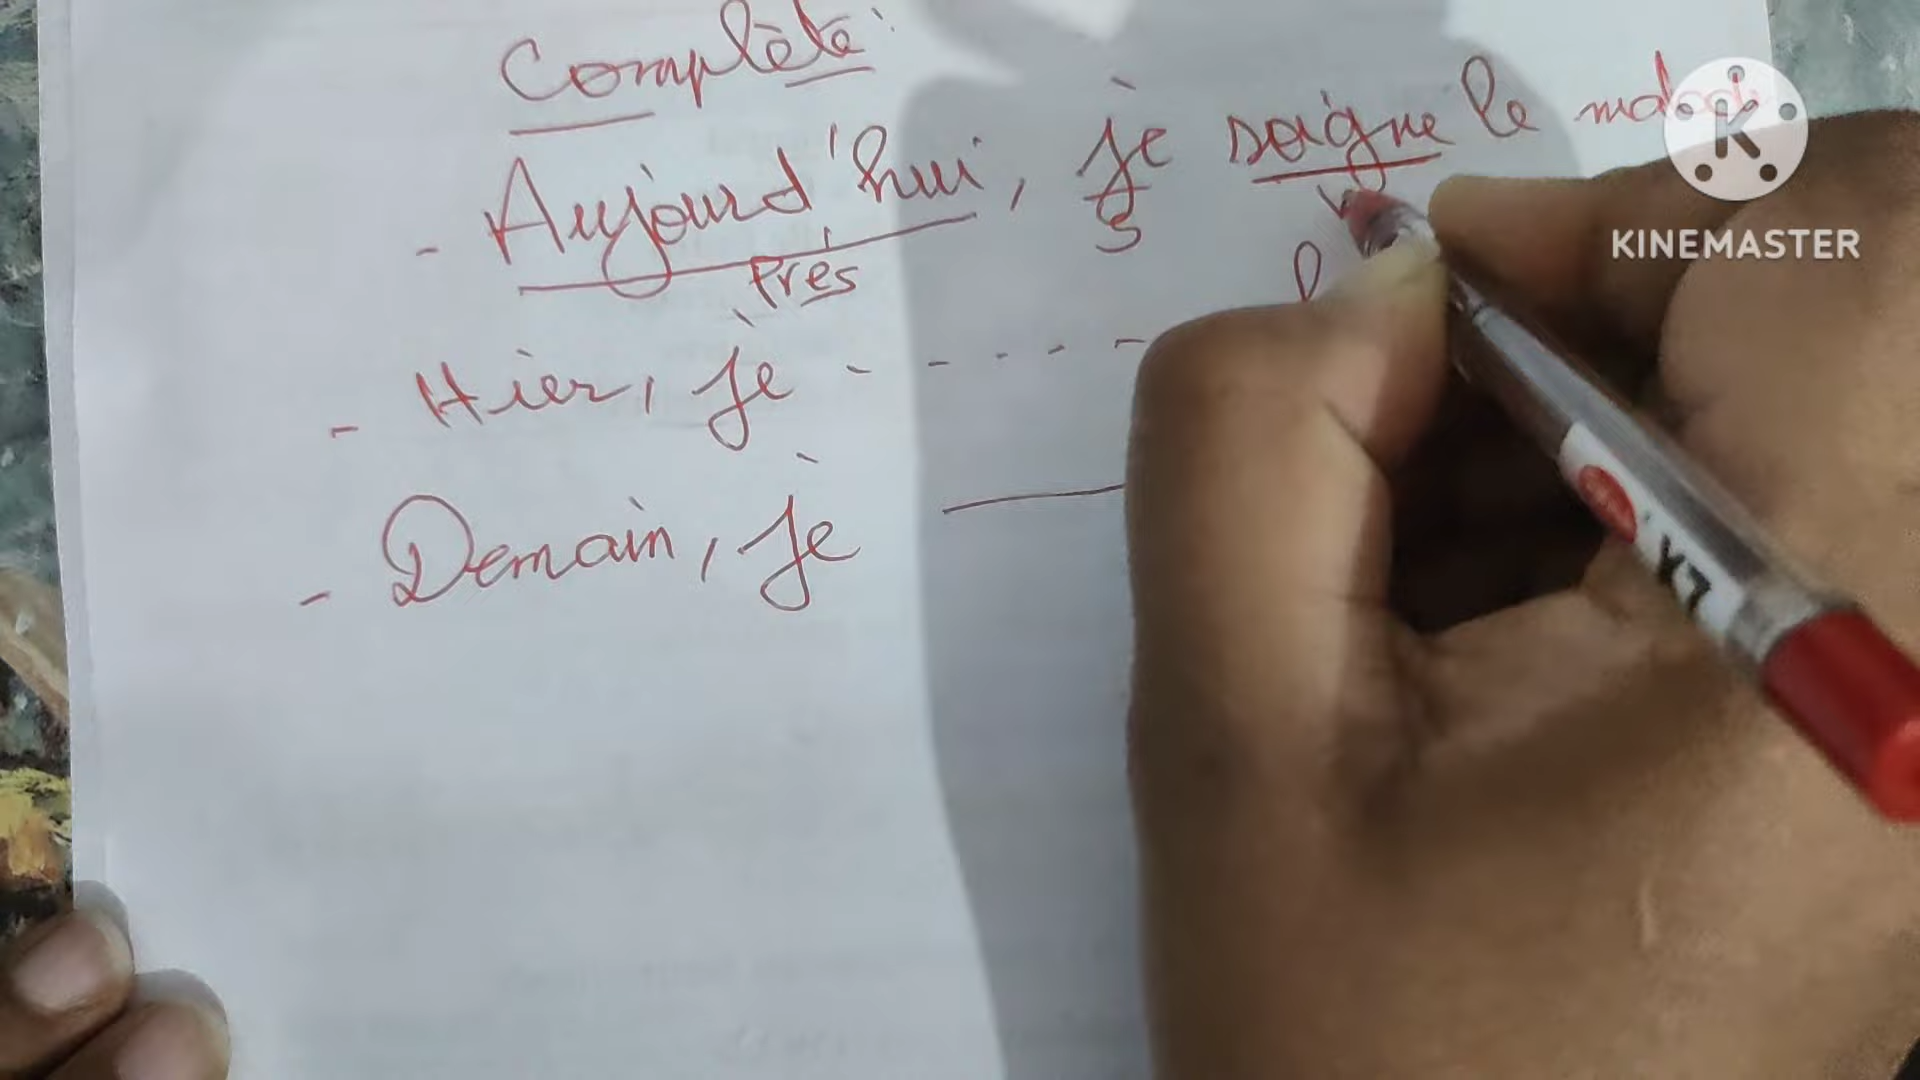 Complète:
- Aujourd'hui, je soigne le malade
Prés
S
V
- Hier, je - - - - -
- Demain, je
KINEMASTER